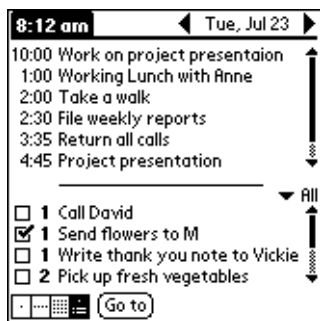 8:12 am Tue, Jul 23
10:00 Work on project presentaion
1:00 Working Lunch with Anne
2:00 Take a walk
2:30 File weekly reports
3:35 Return all calls
4:45 Project presentation
All
1 Call David
1 Send flowers to M
1 Write thank you note to Vickie
2 Pick up fresh vegetables
Go to